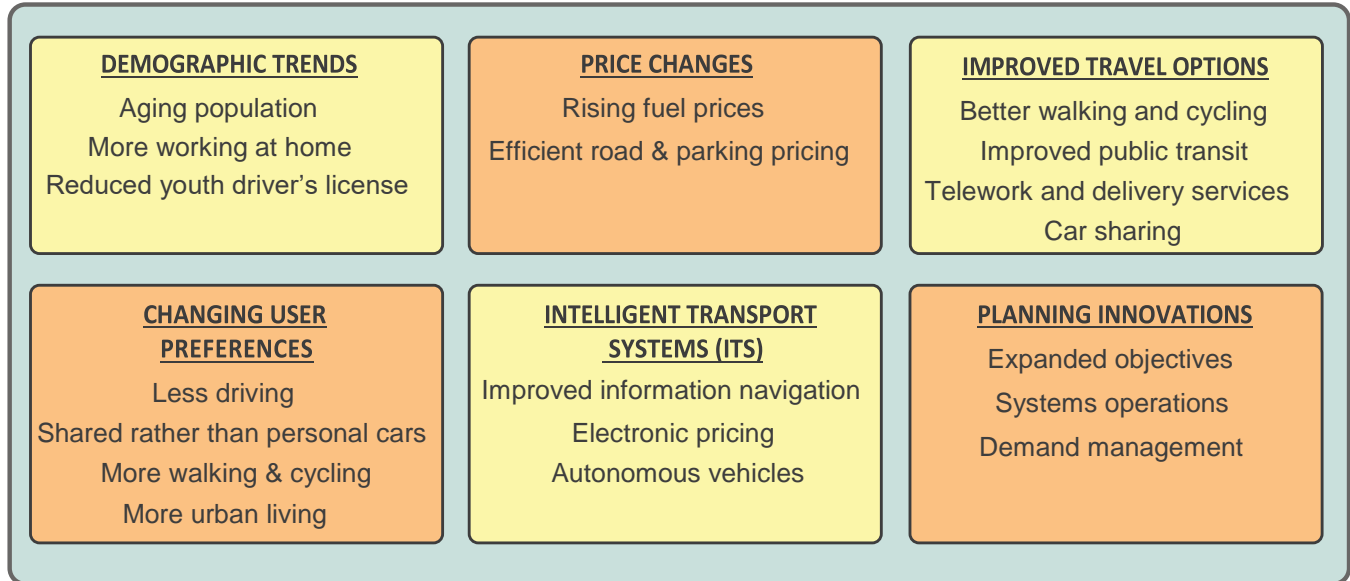 DEMOGRAPHIC TRENDS
Aging population
More working at home
Reduced youth driver’s license
PRICE CHANGES
Rising fuel prices
Efficient road & parking pricing
IMPROVED TRAVEL OPTIONS
Better walking and cycling
Improved public transit
Telework and delivery services
Car sharing
CHANGING USER
PREFERENCES
Less driving
Shared rather than personal cars
More walking & cycling
More urban living
INTELLIGENT TRANSPORT
SYSTEMS (ITS)
Improved information navigation
Electronic pricing
Autonomous vehicles
PLANNING INNOVATIONS
Expanded objectives
Systems operations
Demand management